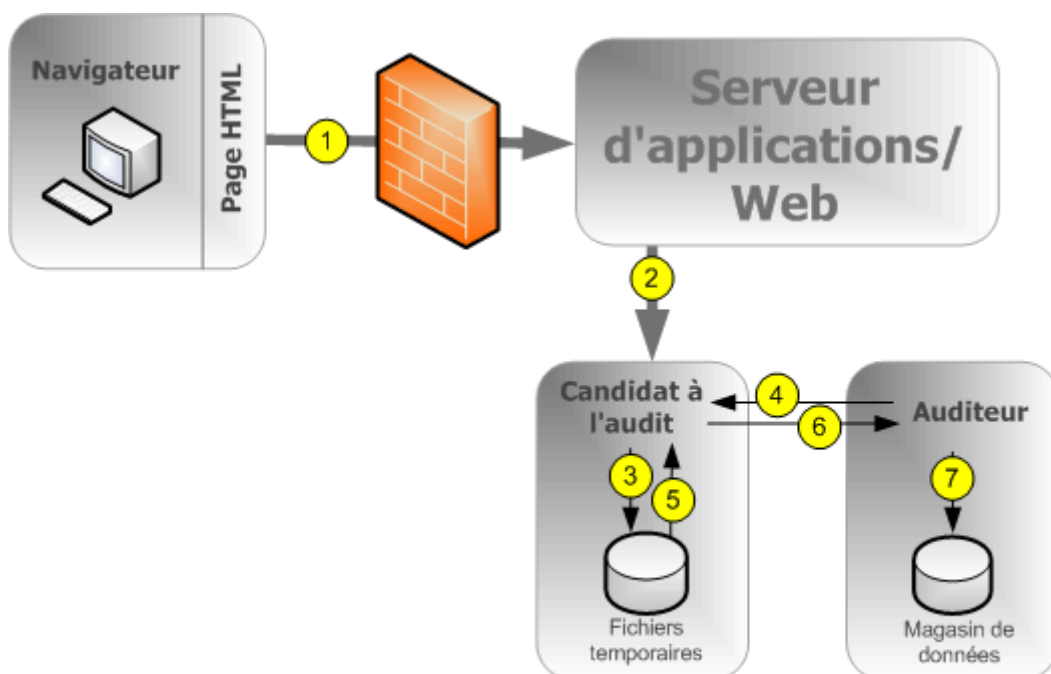 Navigateur
Page HTML
1
Serveur
d'applications/
Web
2
Candidat à
l'audit
4
6
Auditeur
3
5
7
Fichiers
temporaires
Magasin de
données